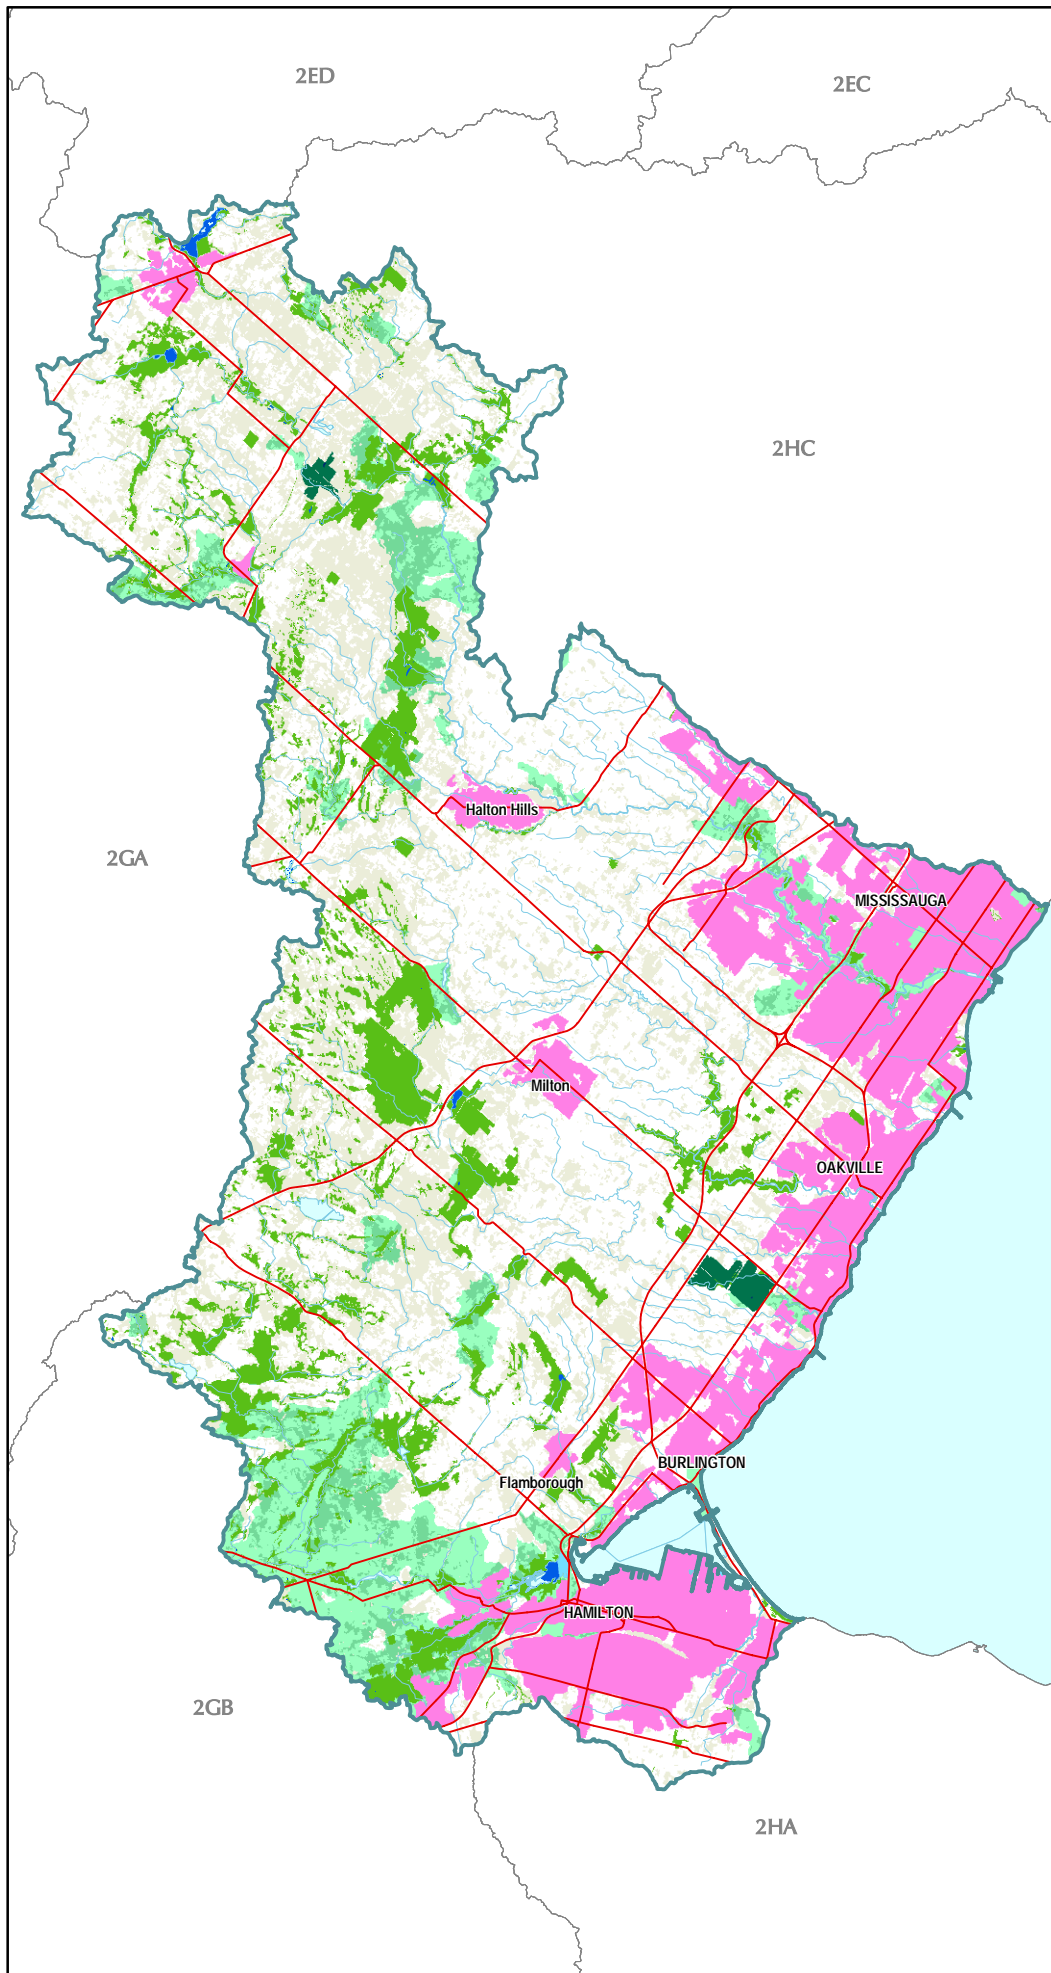 2ED
2EC
2HC
Halton Hills
2GA
MISSISSAUGA
Milton
OAKVILLE
BURLINGTON
Flamborough
HAMILTON
2GB
2HA